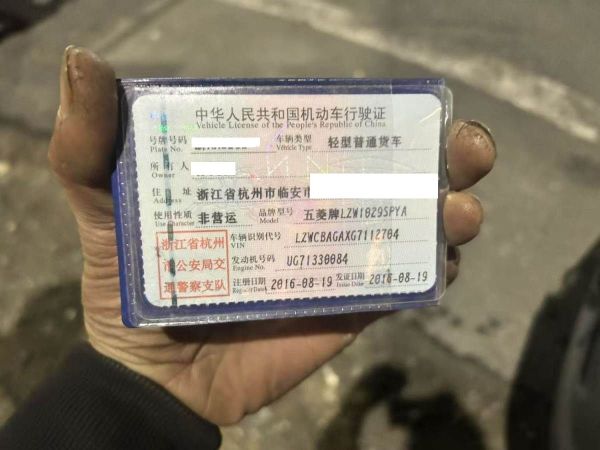 中华人民共和国机动车行驶证
Vehicle License of the People's Republic of China
号牌号码 Plate No. 车辆类型 Vehicle Type 轻型普通货车
所有人 Owner
住址 Address 浙江省杭州市临安市
使用性质 Use Character 非营运 品牌型号 Model 五菱牌LZW1029SPYA
浙江省杭州市公安局交通警察支队
车辆识别代号 VIN LZWCBAGAXG7112704
发动机号码 Engine No. UG71330084
注册日期 Register Date 2016-08-19 发证日期 Issue Date 2016-08-19